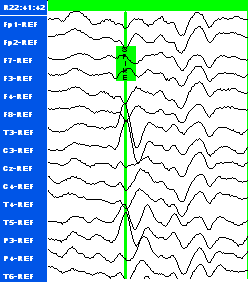 R22:41:42
Fp1-REF
Fp2-REF
F7-REF
F3-REF
F4-REF
F8-REF
T3-REF
C3-REF
Cz-REF
C4-REF
T4-REF
T5-REF
P3-REF
P4-REF
T6-REF